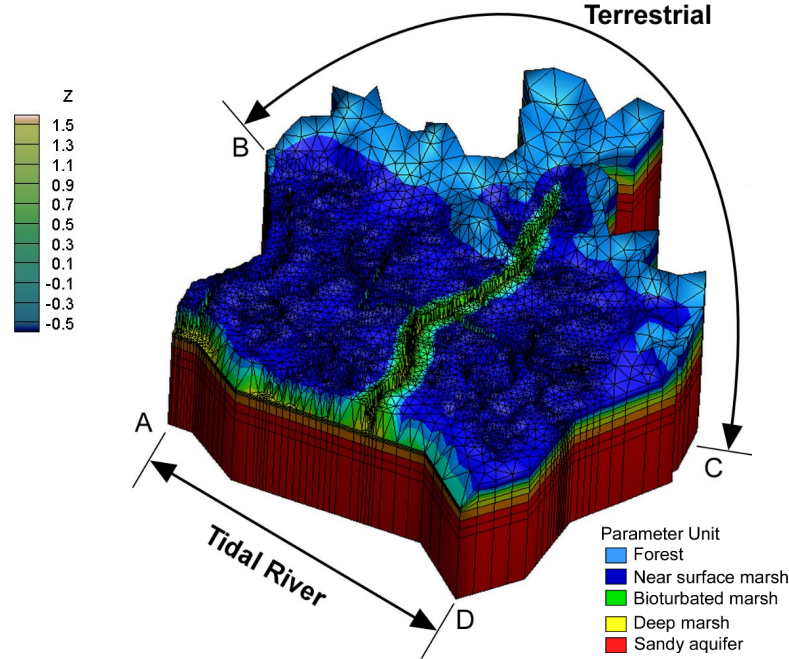 Terrestrial
Z
1.5
1.3
1.1
0.9
0.7
0.5
0.3
0.1
-0.1
-0.3
-0.5
B
A
C
D
Tidal River
Parameter Unit
Forest
Near surface marsh
Bioturbated marsh
Deep marsh
Sandy aquifer